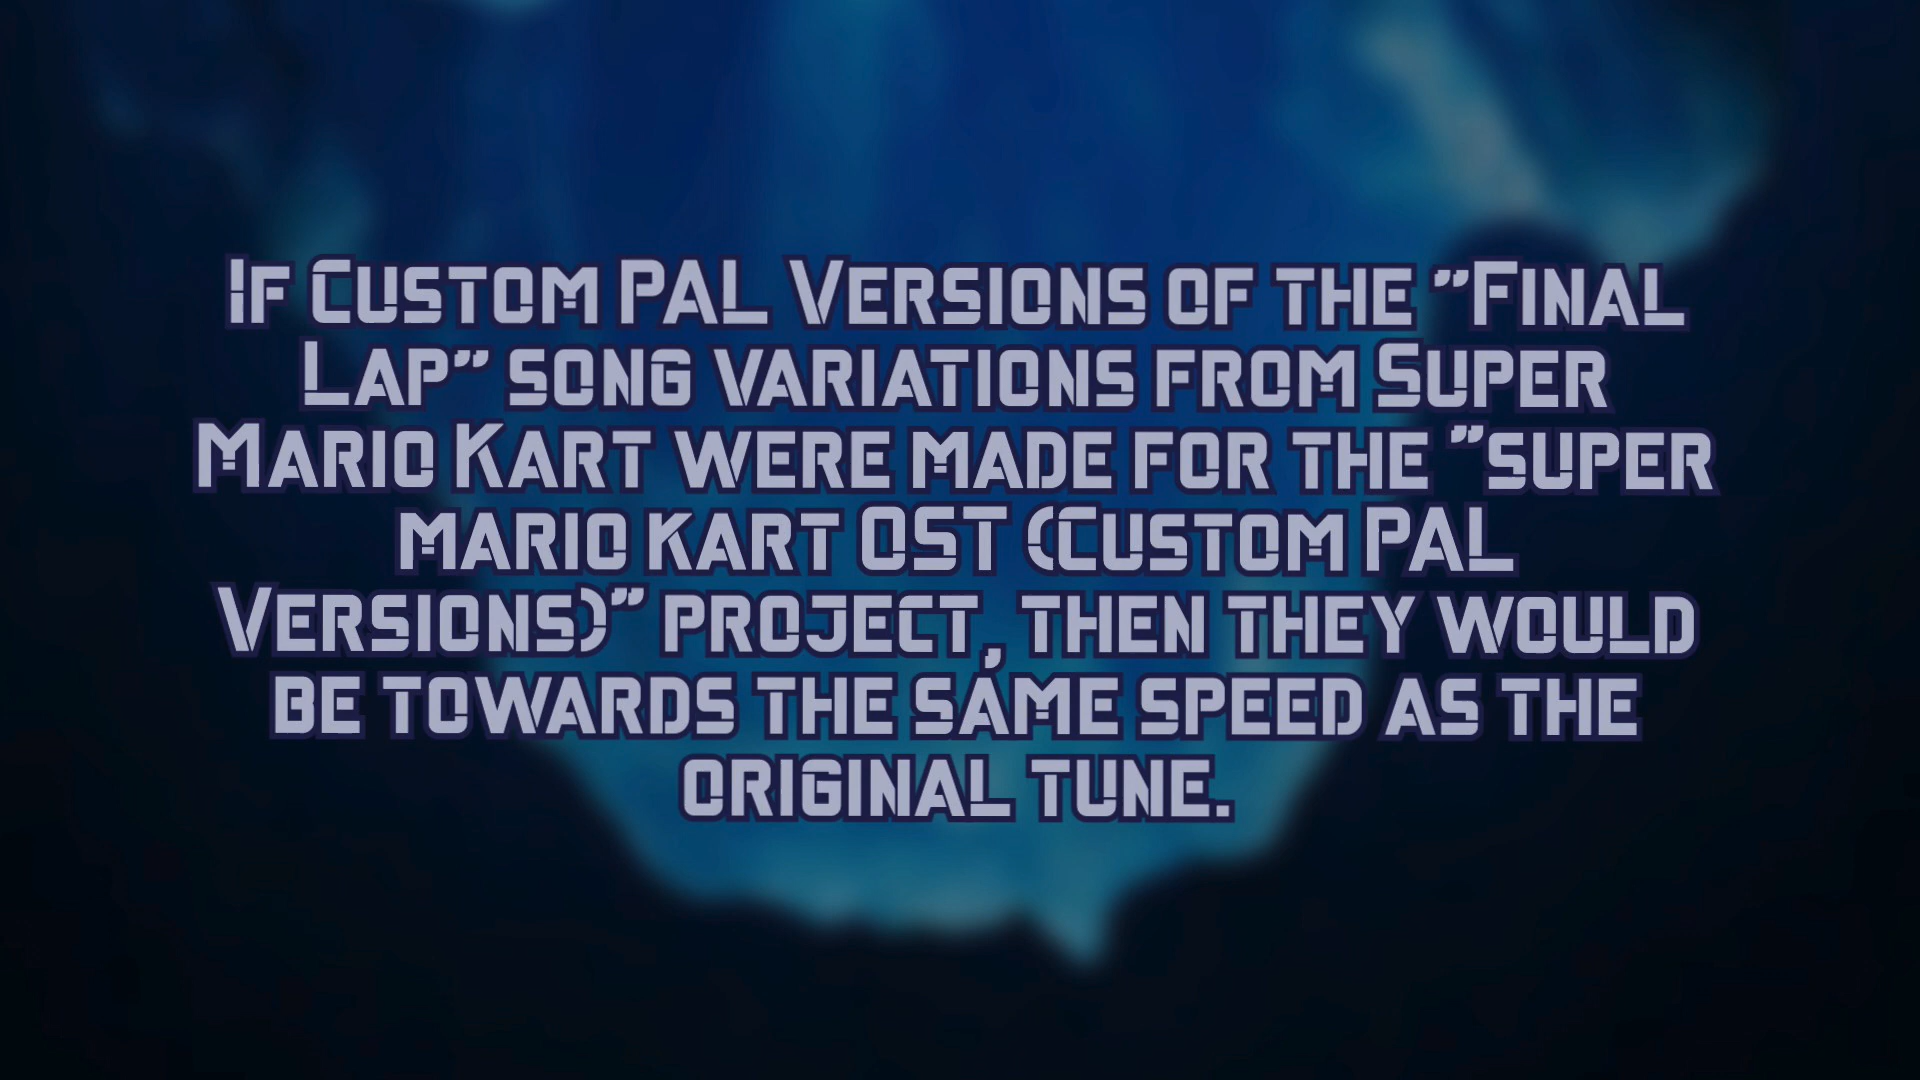 If Custom PAL Versions of the "Final
Lap" song variations from Super
Mario Kart were made for the "super
mario kart OST (Custom PAL
Versions)" project, then they would
be towards the same speed as the
original tune.